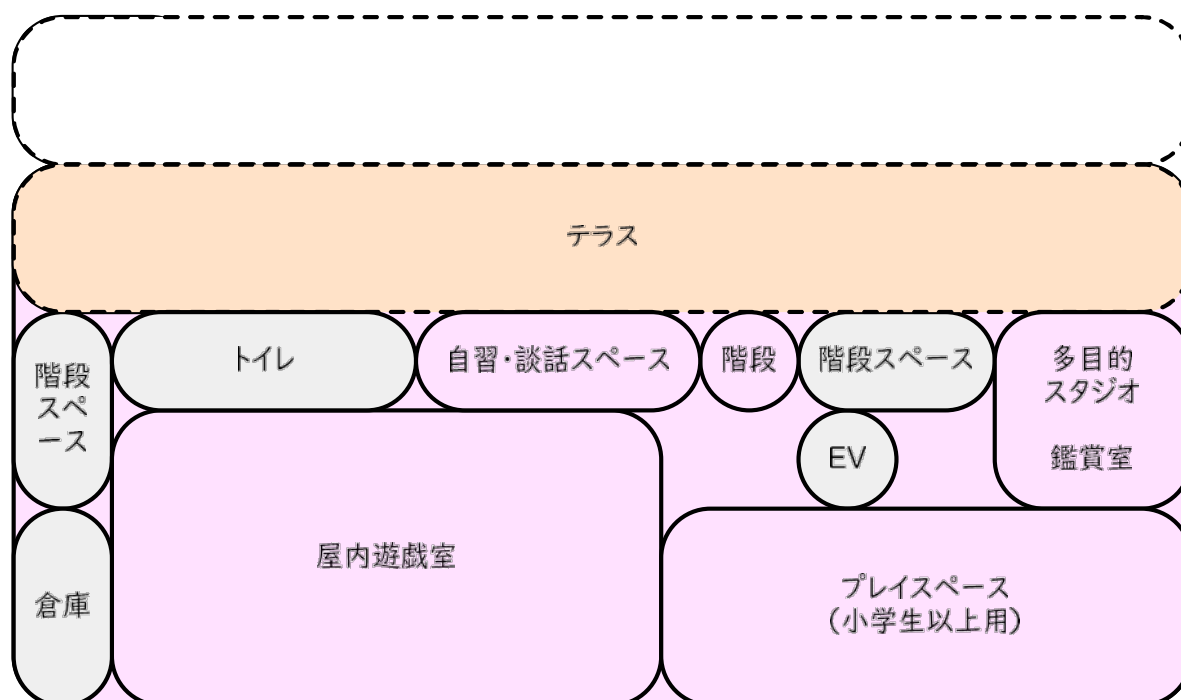 テラス
階段
スペ
ース
トイレ
自習・談話スペース
階段
階段スペース
多目的
スタジオ
鑑賞室
EV
屋内遊戯室
倉庫
プレイスペース
(小学生以上用)